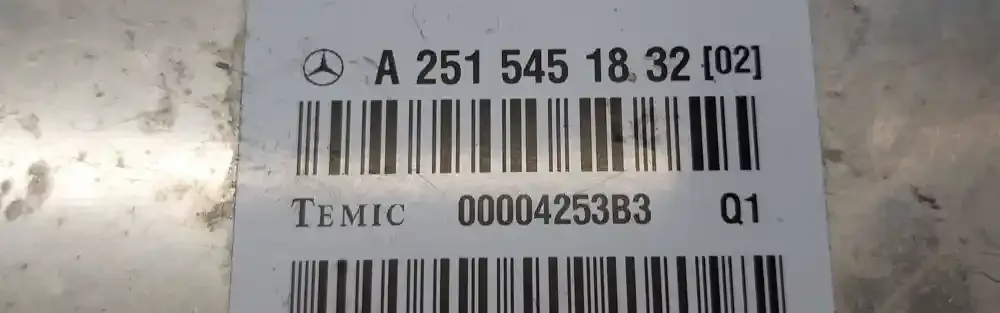 A 251 545 18 32 [02]
TEMIC 00004253B3 Q1